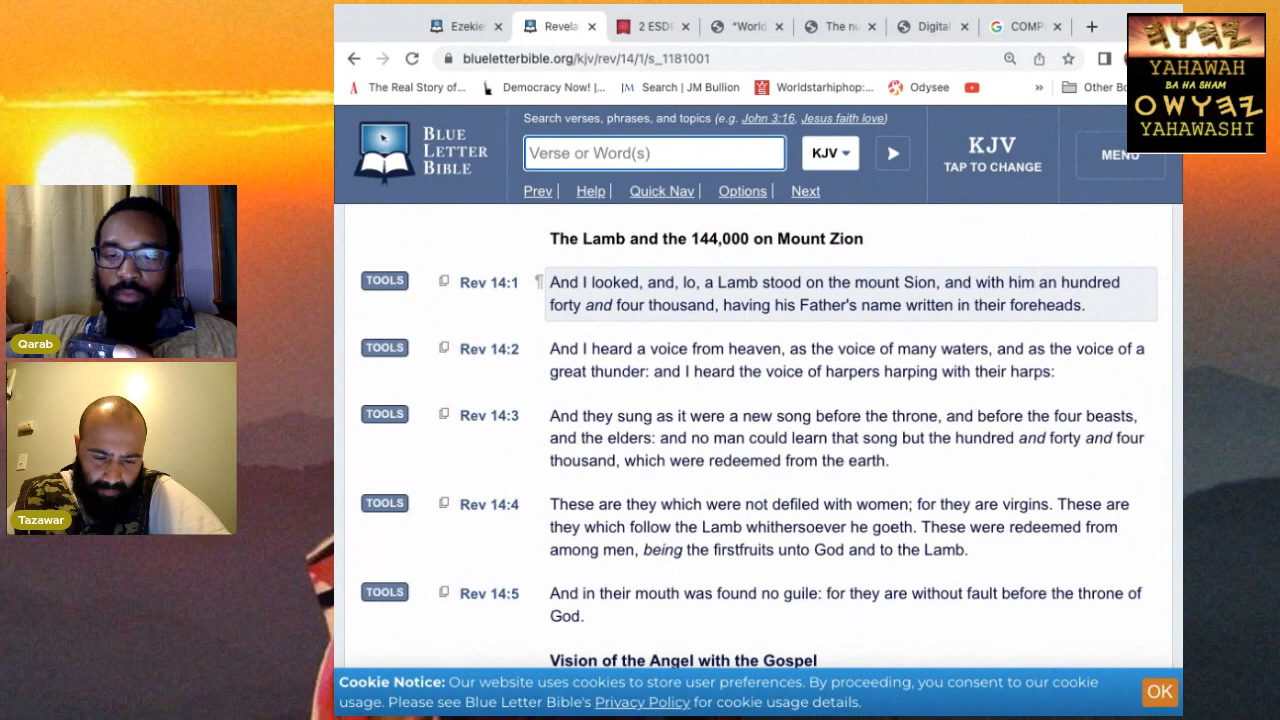 Ezekie
Revela
2 ESDR
"World
The nu
Digital
COMP
blueletterbible.org/kjv/rev/14/1/s_1181001
The Real Story of...
Democracy Now! |...
JM
Search | JM Bullion
Worldstarhiphop:...
Odysee
»
Other Bo
YAHAWAH
BA HA SHAM
YAHAWASHI
BLUE
LETTER
BIBLE
Search verses, phrases, and topics (e.g. John 3:16, Jesus faith love)
Verse or Word(s)
KJV
KJV
TAP TO CHANGE
MENU
Prev | Help | Quick Nav | Options | Next
The Lamb and the 144,000 on Mount Zion
TOOLS Rev 14:1 ¶ And I looked, and, lo, a Lamb stood on the mount Sion, and with him an hundred
forty and four thousand, having his Father's name written in their foreheads.
TOOLS Rev 14:2 And I heard a voice from heaven, as the voice of many waters, and as the voice of a
great thunder: and I heard the voice of harpers harping with their harps:
TOOLS Rev 14:3 And they sung as it were a new song before the throne, and before the four beasts,
and the elders: and no man could learn that song but the hundred and forty and four
thousand, which were redeemed from the earth.
TOOLS Rev 14:4 These are they which were not defiled with women; for they are virgins. These are
they which follow the Lamb whithersoever he goeth. These were redeemed from
among men, being the firstfruits unto God and to the Lamb.
TOOLS Rev 14:5 And in their mouth was found no guile: for they are without fault before the throne of
God.
Vision of the Angel with the Gospel
Cookie Notice: Our website uses cookies to store user preferences. By proceeding, you consent to our cookie
usage. Please see Blue Letter Bible's Privacy Policy for cookie usage details.
OK
Qarab
Tazawar